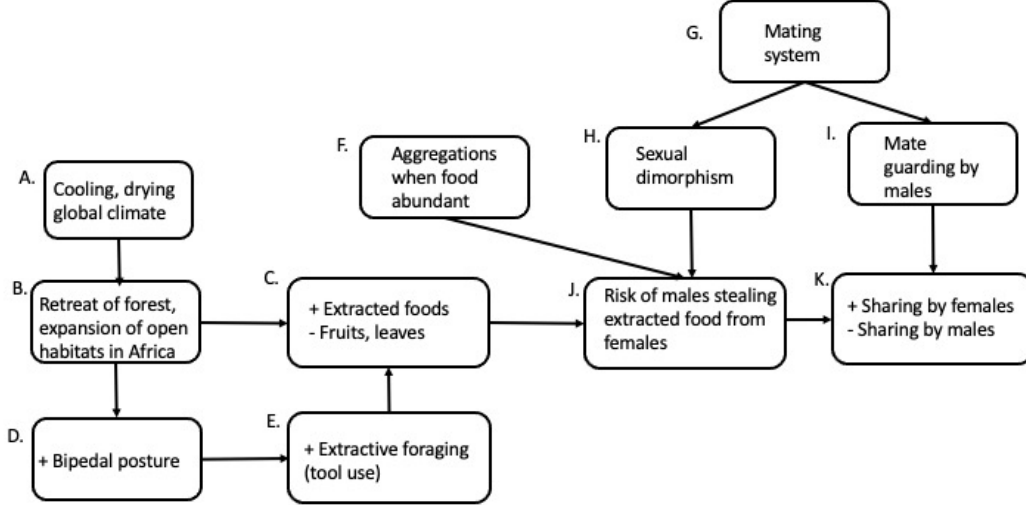 G.
Mating
system
F.
Aggregations
when food
abundant
H.
Sexual
dimorphism
I.
Mate
guarding by
males
A.
Cooling, drying
global climate
B.
Retreat of forest,
expansion of open
habitats in Africa
C.
+ Extracted foods
- Fruits, leaves
J.
Risk of males stealing
extracted food from
females
K.
+ Sharing by females
- Sharing by males
D.
+ Bipedal posture
E.
+ Extractive foraging
(tool use)